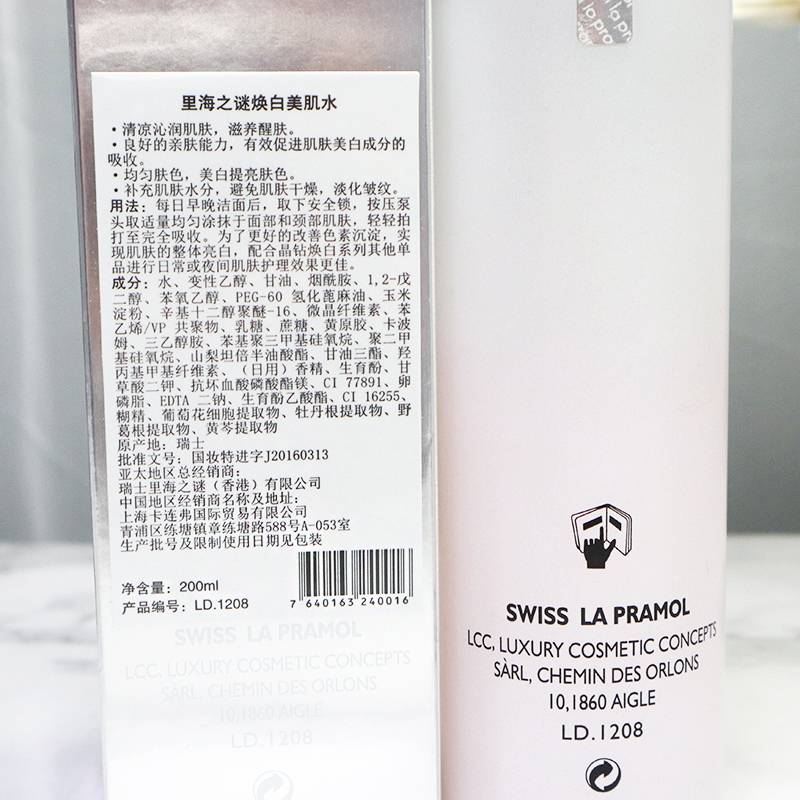 里海之谜焕白美肌水
·清凉沁润肌肤，滋养醒肤。
·良好的亲肤能力，有效促进肌肤美白成分的
吸收。
·均匀肤色，美白提亮肤色。
·补充肌肤水分，避免肌肤干燥，淡化皱纹。
用法：每日早晚洁面后，取下安全锁，按压泵
头取适量均匀涂抹于面部和颈部肌肤，轻轻拍
打至完全吸收。为了更好的改善色素沉淀，实
现肌肤的整体亮白，配合晶钻焕白系列其他单
品进行日常或夜间肌肤护理效果更佳。
成分：水、变性乙醇、甘油、烟酰胺、1,2-戊
二醇、苯氧乙醇、PEG-60 氢化蓖麻油、玉米
淀粉、辛基十二醇聚醚-16、微晶纤维素、苯
乙烯/VP 共聚物、乳糖、蔗糖、黄原胶、卡波
姆、三乙醇胺、苯基聚三甲基硅氧烷、聚二甲
基硅氧烷、山梨坦倍半油酸酯、甘油三酯、羟
丙基甲基纤维素、（日用）香精、生育酚、甘
草酸二钾、抗坏血酸磷酸酯镁、CI 77891、卵
磷脂、EDTA 二钠、生育酚乙酸酯、CI 16255、
糊精、葡萄花细胞提取物、牡丹根提取物、野
葛根提取物、黄芩提取物
原产地：瑞士
批准文号：国妆特进字J20160313
亚太地区总经销商：
瑞士里海之谜（香港）有限公司
中国地区经销商名称及地址：
上海卡连弗国际贸易有限公司
青浦区练塘镇章练塘路588号A-053室
生产批号及限制使用日期见包装
净含量：200ml
产品编号：LD.1208
7 640163 240016
SWISS LA PRAMOL
LCC, LUXURY COSMETIC CONCEPTS
SÀRL, CHEMIN DES ORLONS
10,1860 AIGLE
LD.1208
SWISS LA PRAMOL
LCC, LUXURY COSMETIC CONCEPTS
SÀRL, CHEMIN DES ORLONS
10,1860 AIGLE
LD.1208